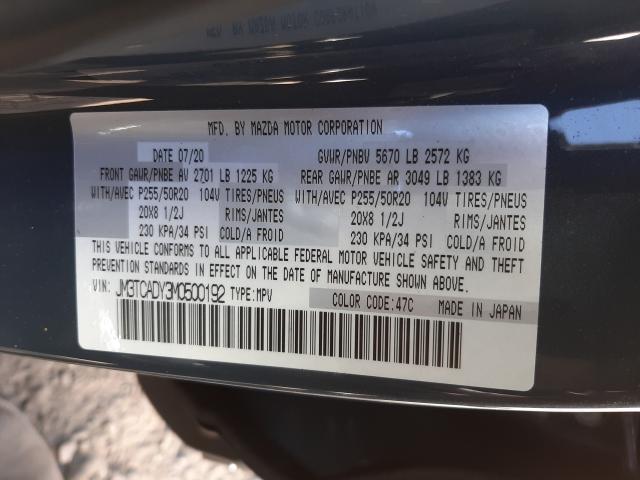 MFD. BY MAZDA MOTOR CORPORATION
DATE 07/20 GVWR/PNBV 5670 LB 2572 KG
FRONT GAWR/PNBE AV 2701 LB 1225 KG REAR GAWR/PNBE AR 3049 LB 1383 KG
WITH/AVEC P255/50R20 104V TIRES/PNEUS WITH/AVEC P255/50R20 104V TIRES/PNEUS
20X8 1/2J RIMS/JANTES 20X8 1/2J RIMS/JANTES
230 KPA/34 PSI COLD/A FROID 230 KPA/34 PSI COLD/A FROID
THIS VEHICLE CONFORMS TO ALL APPLICABLE FEDERAL MOTOR VEHICLE SAFETY AND THEFT
PREVENTION STANDARDS IN EFFECT ON THE DATE OF MANUFACTURE SHOWN ABOVE.
VIN: JM3TCADY3M0500192 TYPE:MPV COLOR CODE:47C MADE IN JAPAN